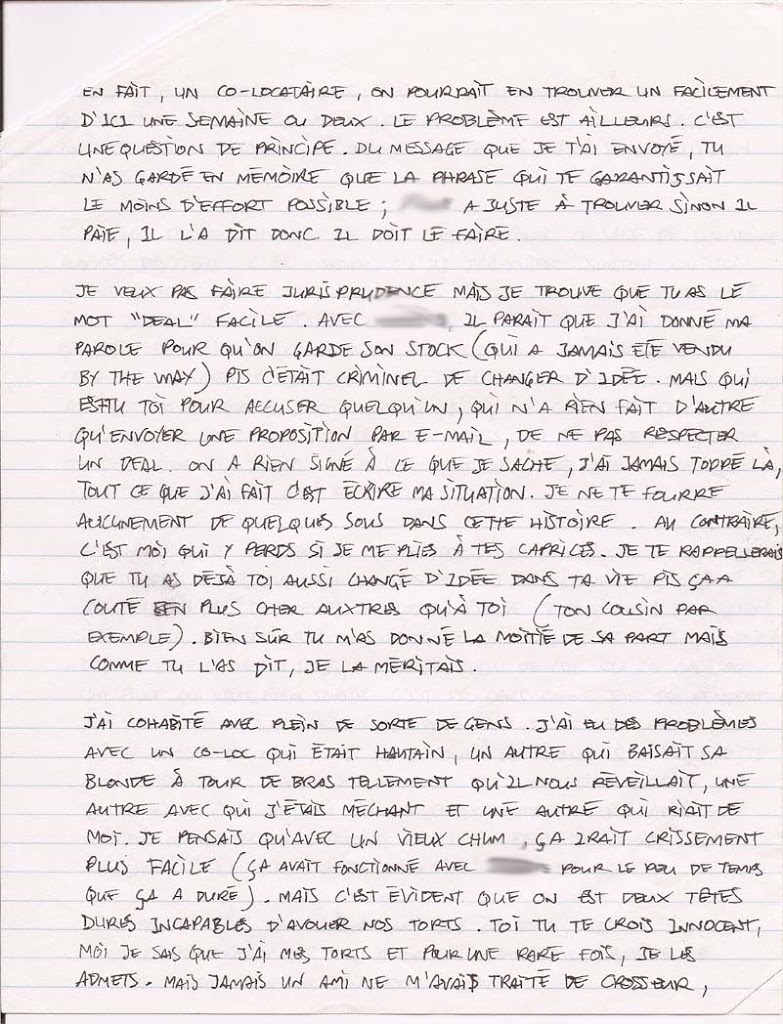 EN FAIT, UN CO-LOCATAIRE, ON POURRAIT EN TROUVER UN FACILEMENT
D'ICI UNE SEMAINE OU DEUX. LE PROBLÈME EST AILLEURS. C'EST
UNE QUESTION DE PRINCIPE. DU MESSAGE QUE JE T'AI ENVOYÉ, TU
N'AS GARDÉ EN MÉMOIRE QUE LA PHRASE QUI TE GARANTISSAIT
LE MOINS D'EFFORT POSSIBLE ; A JUSTE À TROUVER SINON IL
PAIE, IL L'A DIT DONC IL DOIT LE FAIRE.
JE VEUX PAS FAIRE JURISPRUDENCE MAIS JE TROUVE QUE TU AS LE
MOT "DEAL" FACILE. AVEC IL PARAIT QUE J'AI DONNÉ MA
PAROLE POUR QU'ON GARDE SON STOCK (QUI A JAMAIS ÉTÉ VENDU
BY THE WAY) PIS C'ÉTAIT CRIMINEL DE CHANGER D'IDÉE. MAIS QUI
ES-TU TOI POUR ACCUSER QUELQU'UN, QUI N'A RIEN FAIT D'AUTRE
QU'ENVOYER UNE PROPOSITION PAR E-MAIL, DE NE PAS RESPECTER
UN DEAL. ON A RIEN SIGNÉ À CE QUE JE SACHE, J'AI JAMAIS TOPPÉ LÀ,
TOUT CE QUE J'AI FAIT C'EST ÉCRIRE MA SITUATION. JE NE TE FOURRE
AUCUNEMENT DE QUELQUES SOUS DANS CETTE HISTOIRE. AU CONTRAIRE,
C'EST MOI QUI Y PERDS SI JE ME PLIES À TES CAPRICES. JE TE RAPPELLERAIS
QUE TU AS DÉJÀ TOI AUSSI CHANGÉ D'IDÉE DANS TA VIE PIS ÇA A
COÛTÉ BEN PLUS CHER AUXTRES QU'À TOI (TON COUSIN PAR
EXEMPLE). BIEN SÛR TU M'AS DONNÉ LA MOITIÉ DE SA PART MAIS
COMME TU L'AS DIT, JE LA MÉRITAIS.
J'AI COHABITÉ AVEC PLEIN DE SORTE DE GENS. J'AI EU DES PROBLÈMES
AVEC UN CO-LOC QUI ÉTAIT HAUTAIN, UN AUTRE QUI BAISAIT SA
BLONDE À TOUR DE BRAS TELLEMENT QU'IL NOUS RÉVEILLAIT, UNE
AUTRE AVEC QUI J'ÉTAIS MÉCHANT ET UNE AUTRE QUI RIAIT DE
MOI. JE PENSAIS QU'AVEC UN VIEUX CHUM, ÇA IRAIT CRISSEMENT
PLUS FACILE (ÇA AVAIT FONCTIONNÉ AVEC POUR LE PEU DE TEMPS
QUE ÇA A DURÉ). MAIS C'EST ÉVIDENT QUE ON EST DEUX TÊTES
DURES INCAPABLES D'AVOUER NOS TORTS. TOI TU TE CROIS INNOCENT,
MOI JE SAIS QUE J'AI MES TORTS ET POUR UNE RARE FOIS, JE LES
ADMETS. MAIS JAMAIS UN AMI NE M'AVAIS TRAITÉ DE CROSSEUR,